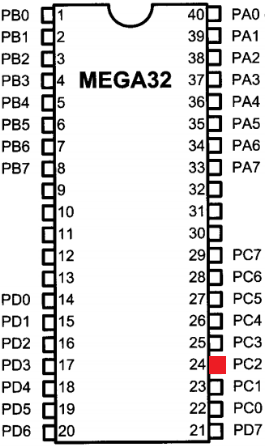 PB0 1 40 PA0
PB1 2 39 PA1
PB2 3 38 PA2
PB3 4 MEGA32 37 PA3
PB4 5 36 PA4
PB5 6 35 PA5
PB6 7 34 PA6
PB7 8 33 PA7
9 32
10 31
11 30
12 29 PC7
13 28 PC6
PD0 14 27 PC5
PD1 15 26 PC4
PD2 16 25 PC3
PD3 17 24 PC2
PD4 18 23 PC1
PD5 19 22 PC0
PD6 20 21 PD7